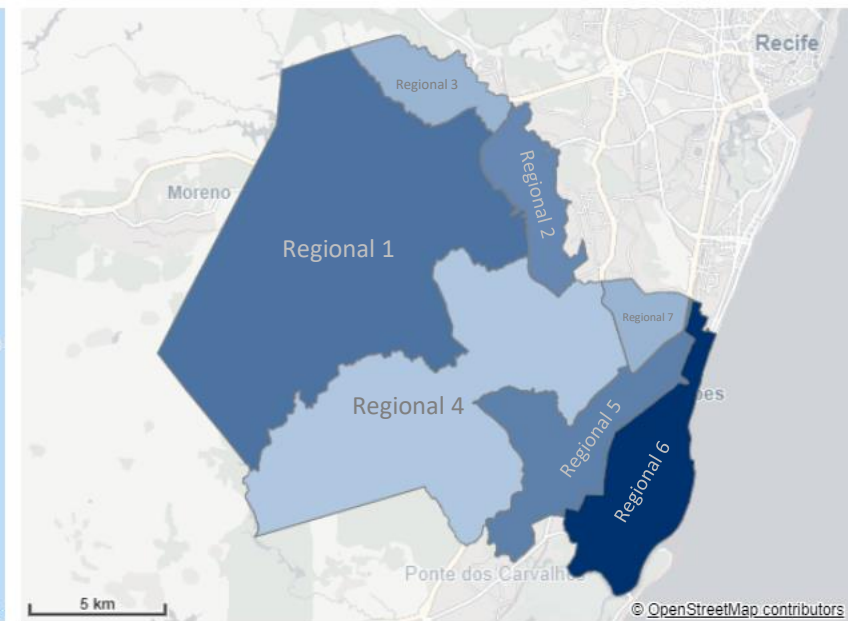 Recife
Regional 3
Moreno
Regional 2
Regional 1
Regional 7
Regional 4
Regional 5
Regional 6
Ponte dos Carvalhos
5 km
© OpenStreetMap contributors